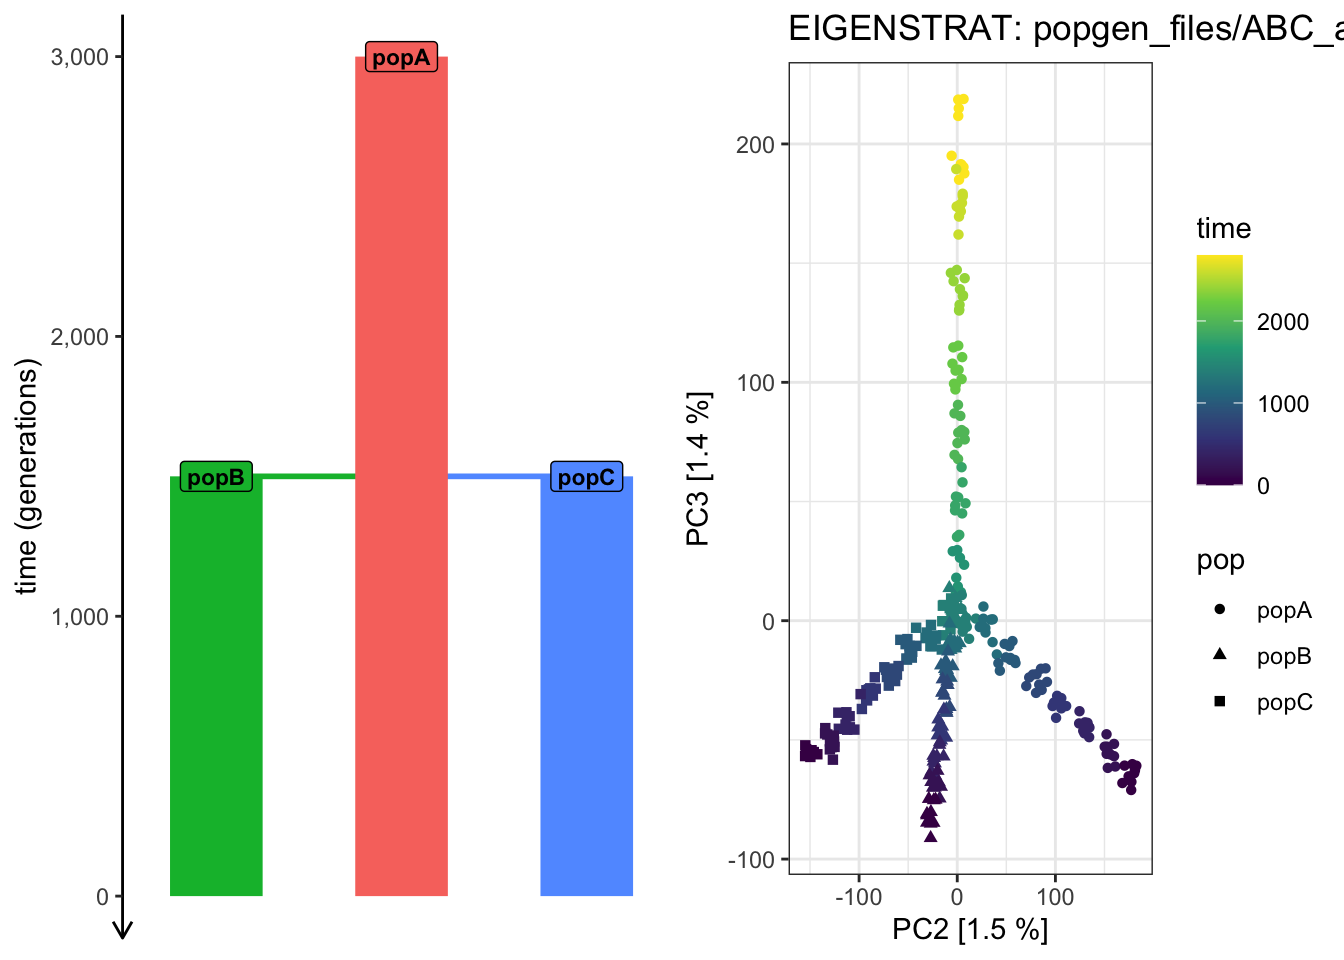 time (generations)
3,000
2,000
1,000
0
popA
popB
popC
EIGENSTRAT: popgen_files/ABC_a
PC3 [1.4 %]
200
100
0
-100
-100
0
100
PC2 [1.5 %]
time
2000
1000
0
pop
popA
popB
popC